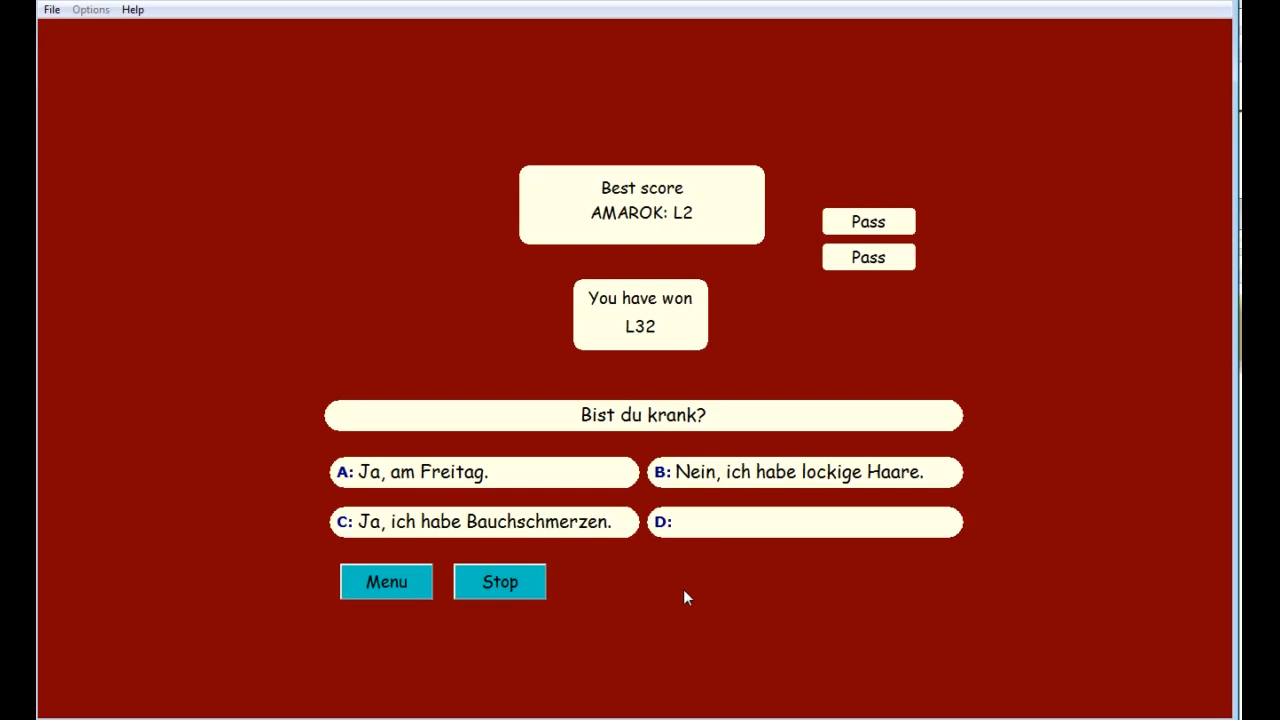 File Options Help
Best score
AMAROK: L2
Pass
Pass
You have won
L32
Bist du krank?
A: Ja, am Freitag.
B: Nein, ich habe lockige Haare.
C: Ja, ich habe Bauchschmerzen.
D:
Menu
Stop